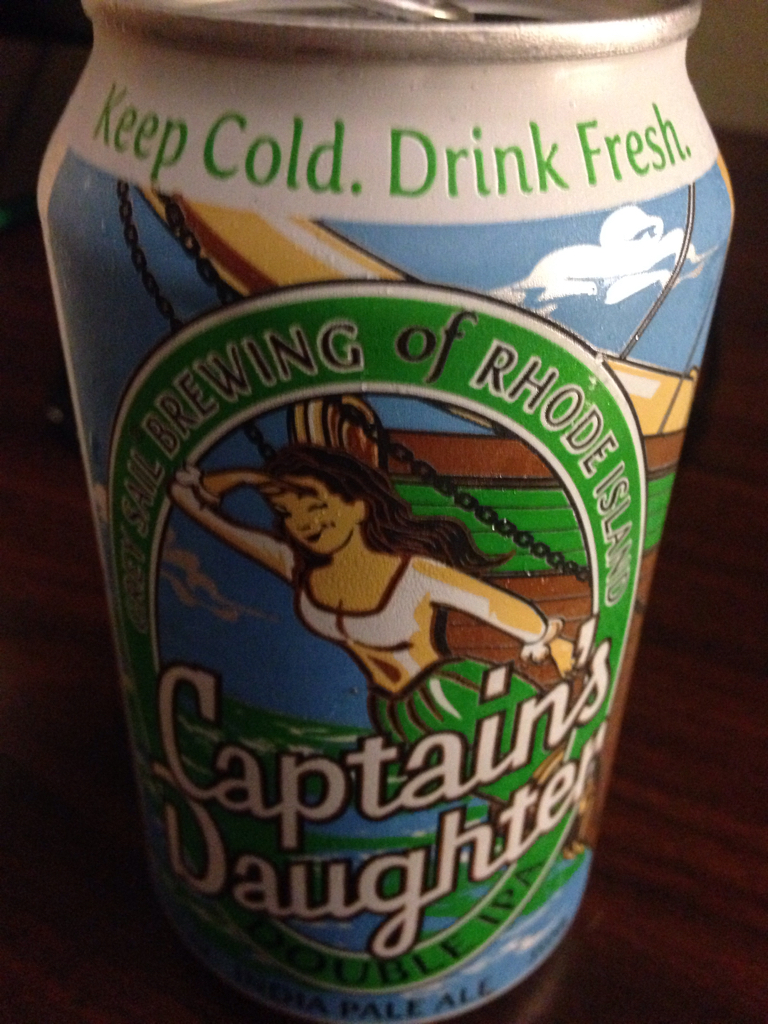 Keep Cold. Drink Fresh.
GREY SAIL BREWING of RHODE ISLAND
Captain's
Daughter
DOUBLE IPA
INDIA PALE ALE